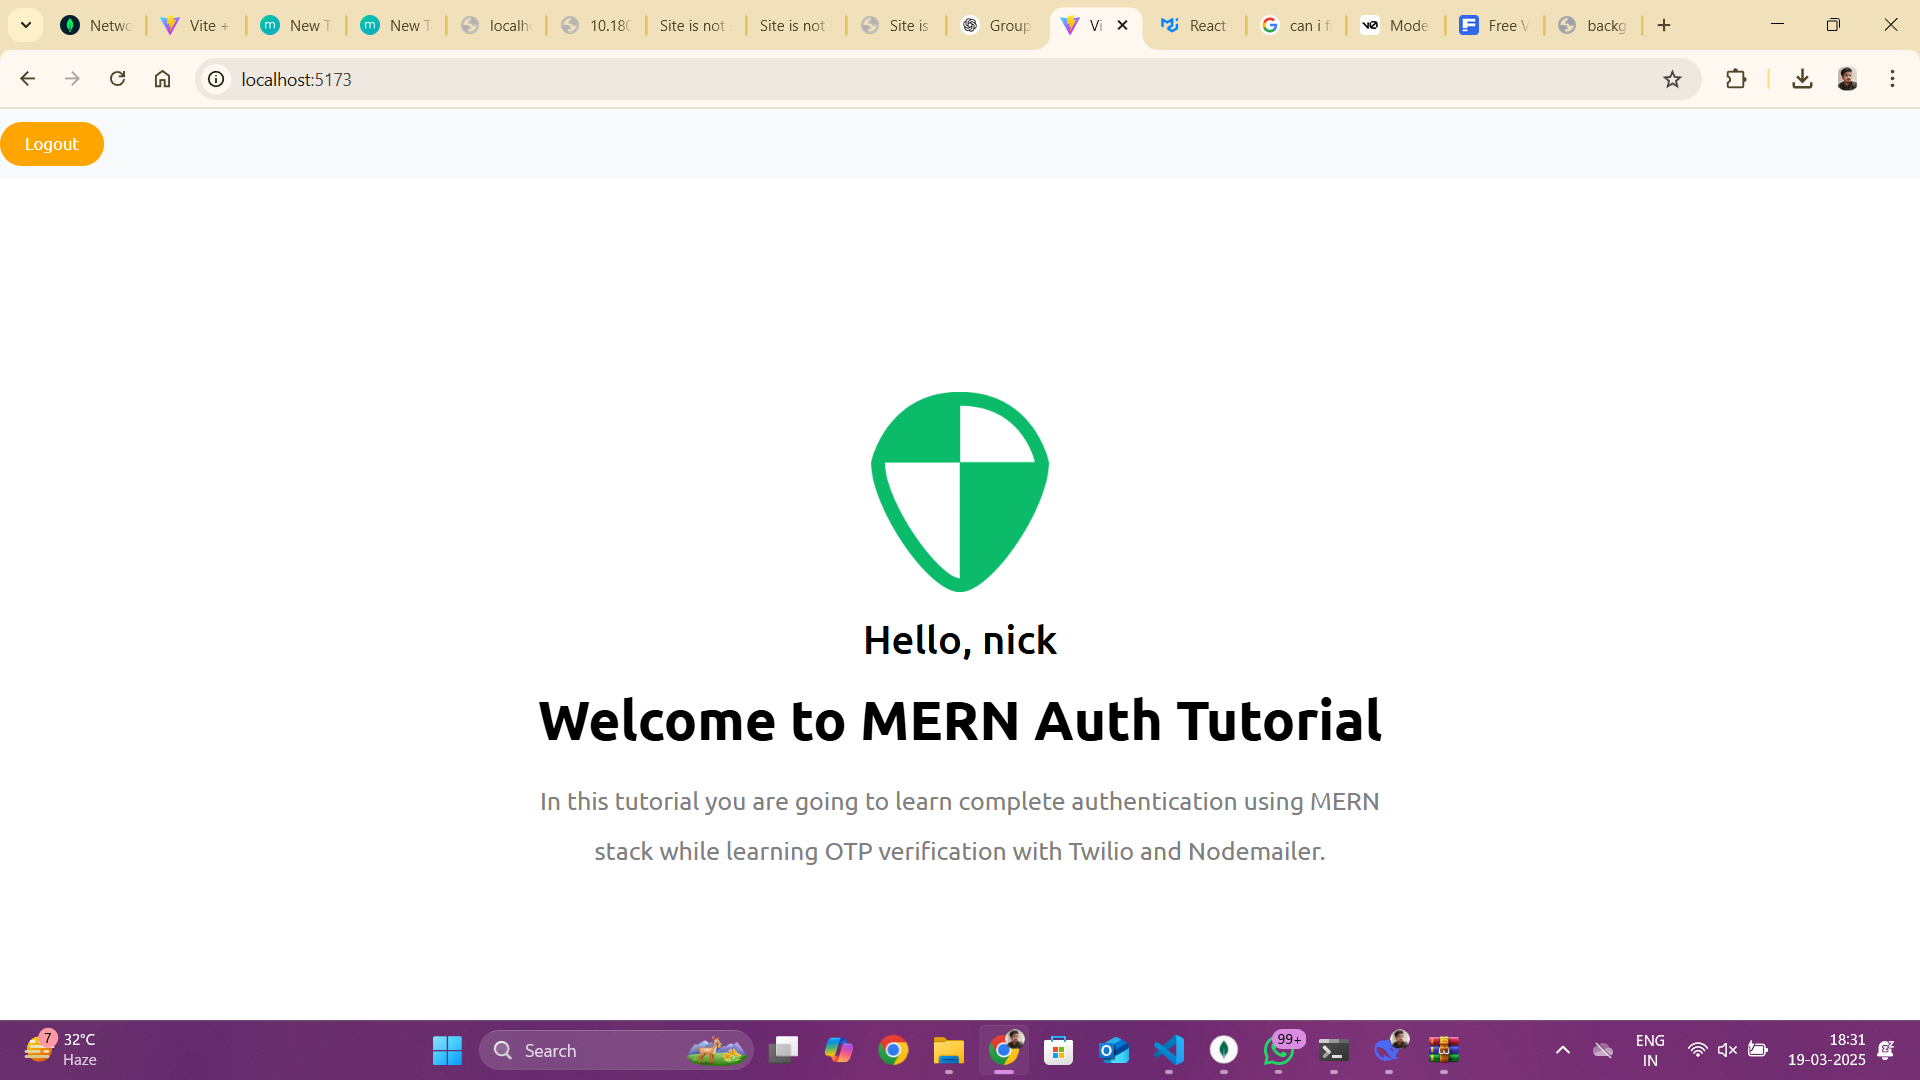 Netwo
Vite +
New T
New T
localho
10.180
Site is not
Site is not
Site is
Group
Vi
React
can i f
Mode
Free V
backg
localhost:5173
Logout
Hello, nick
Welcome to MERN Auth Tutorial
In this tutorial you are going to learn complete authentication using MERN
stack while learning OTP verification with Twilio and Nodemailer.
7
32°C
Haze
Search
99+
ENG
IN
18:31
19-03-2025